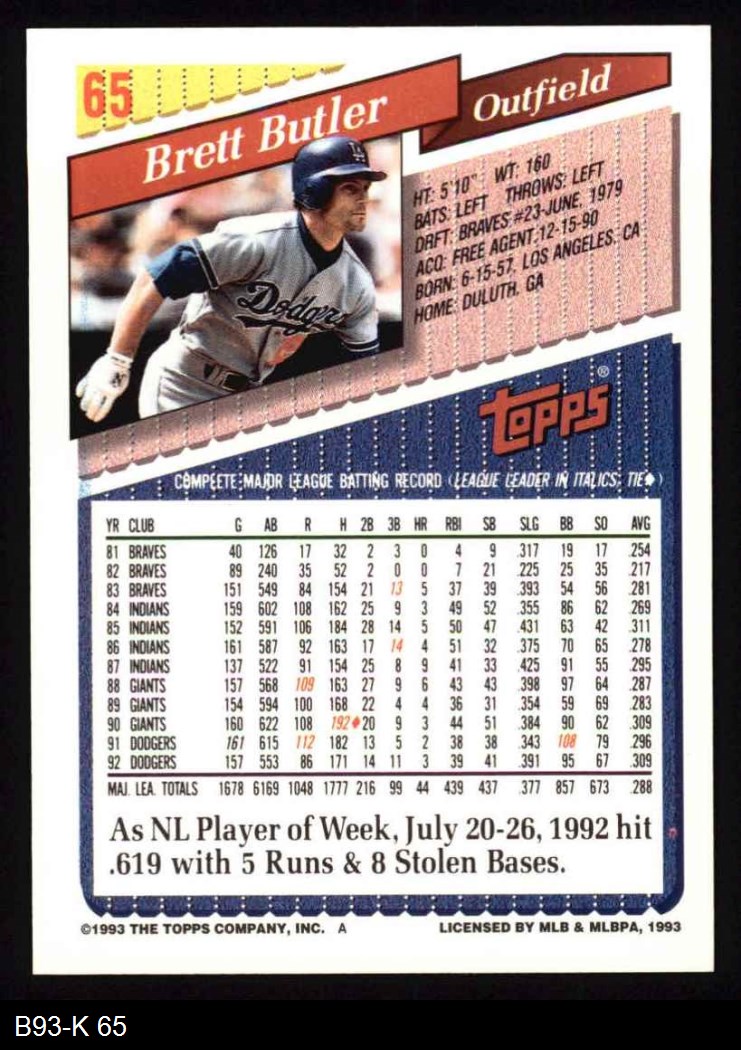 65
Brett Butler
Outfield
HT: 5'10" WT: 160
BATS: LEFT THROWS: LEFT
DRFT: BRAVES #23-JUNE, 1979
ACQ: FREE AGENT,12-15-90
BORN: 6-15-57, LOS ANGELES, CA
HOME: DULUTH, GA
LA
Dodgers
topps®
COMPLETE MAJOR LEAGUE BATTING RECORD (LEAGUE LEADER IN ITALICS, TIE♦)
YR CLUB G AB R H 2B 3B HR RBI SB SLG BB SO AVG
81 BRAVES 40 126 17 32 2 3 0 4 9 .317 19 17 .254
82 BRAVES 89 240 35 52 2 0 0 7 21 .225 25 35 .217
83 BRAVES 151 549 84 154 21 13 5 37 39 .393 54 56 .281
84 INDIANS 159 602 108 162 25 9 3 49 52 .355 86 62 .269
85 INDIANS 152 591 106 184 28 14 5 50 47 .431 63 42 .311
86 INDIANS 161 587 92 163 17 14 4 51 32 .375 70 65 .278
87 INDIANS 137 522 91 154 25 8 9 41 33 .425 91 55 .295
88 GIANTS 157 568 109 163 27 9 6 43 43 .398 97 64 .287
89 GIANTS 154 594 100 168 22 4 4 36 31 .354 59 69 .283
90 GIANTS 160 622 108 192♦ 20 9 3 44 51 .384 90 62 .309
91 DODGERS 161 615 112 182 13 5 2 38 38 .343 108 79 .296
92 DODGERS 157 553 86 171 14 11 3 39 41 .391 95 67 .309
MAJ. LEA. TOTALS 1678 6169 1048 1777 216 99 44 439 437 .377 857 673 .288
As NL Player of Week, July 20-26, 1992 hit
.619 with 5 Runs & 8 Stolen Bases.
©1993 THE TOPPS COMPANY, INC. A LICENSED BY MLB & MLBPA, 1993
B93-K 65